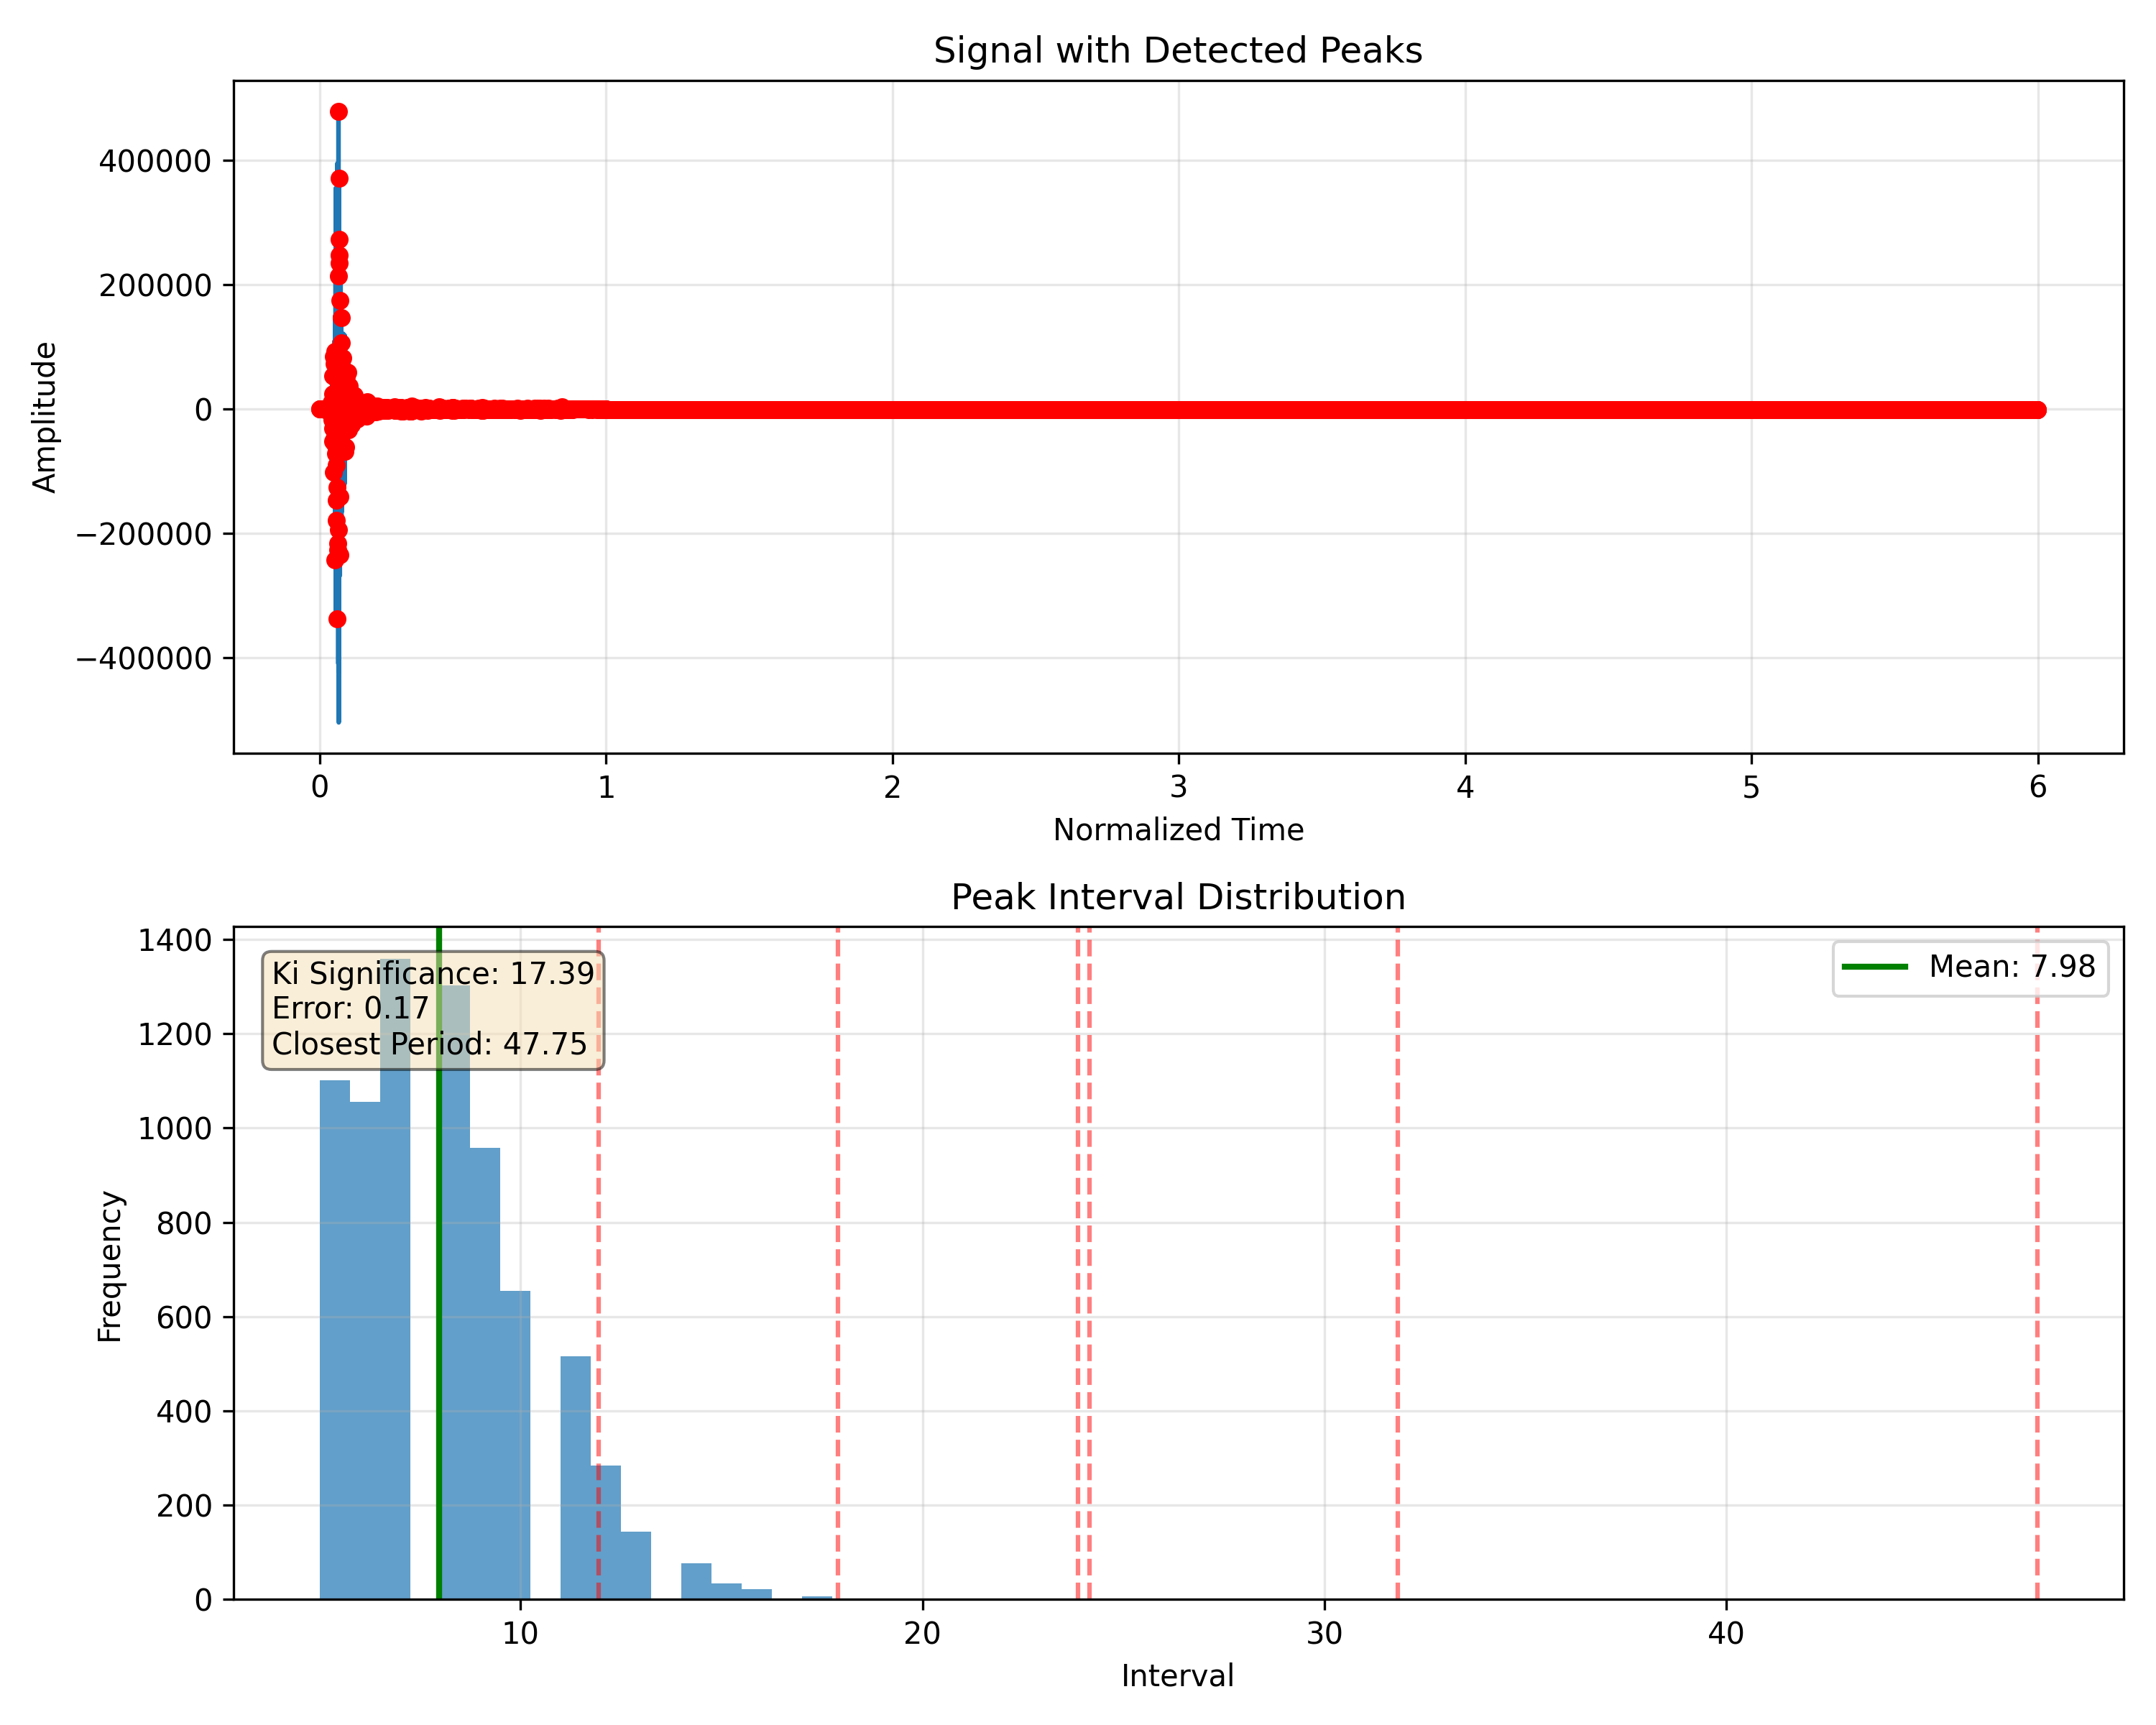 Signal with Detected Peaks
400000
200000
0
−200000
−400000
Amplitude
0 1 2 3 4 5 6
Normalized Time
Peak Interval Distribution
1400
1200
1000
800
600
400
200
0
Frequency
Ki Significance: 17.39
Error: 0.17
Closest Period: 47.75
Mean: 7.98
10 20 30 40
Interval